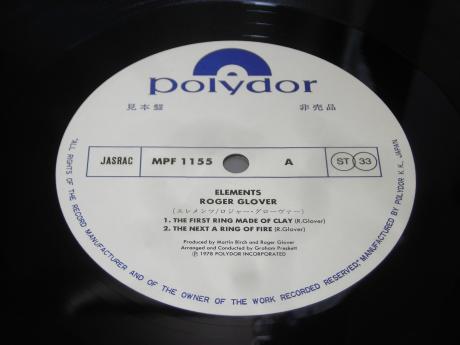 polydor
見本盤 非売品
JASRAC MPF 1155 A ST 33
ELEMENTS
ROGER GLOVER
(エレメンツ/ロジャー・グローヴァー)
1. THE FIRST RING MADE OF CLAY (R.Glover)
2. THE NEXT A RING OF FIRE (R.Glover)
Produced by Martin Birch and Roger Glover
Arranged and Conducted by Graham Preskett
Ⓟ 1978 POLYDOR INCORPORATED
"ALL RIGHTS OF THE RECORD MANUFACTURER AND OF THE OWNER OF THE WORK RECORDED RESERVED," MANUFACTURED BY POLYDOR K. K., JAPAN